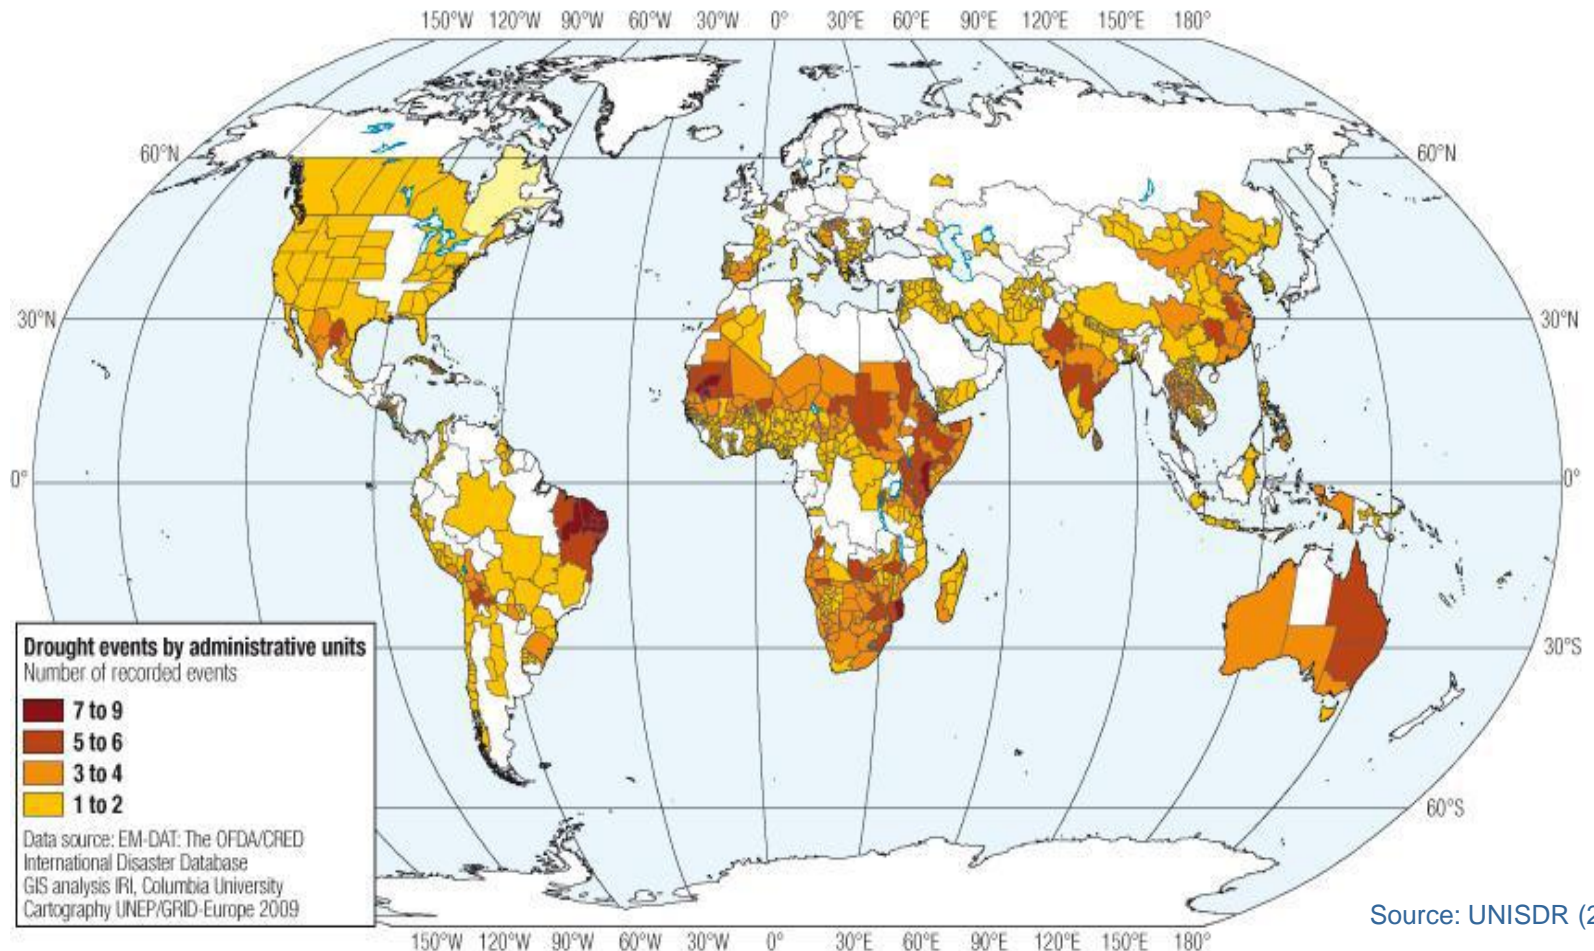 150°W 120°W 90°W 60°W 30°W 0° 30°E 60°E 90°E 120°E 150°E 180°
60°N 60°N
30°N 30°N
0° 0°
30°S
60°S
Drought events by administrative units
Number of recorded events
7 to 9
5 to 6
3 to 4
1 to 2
Data source: EM-DAT: The OFDA/CRED
International Disaster Database
GIS analysis IRI, Columbia University
Cartography UNEP/GRID-Europe 2009
Source: UNISDR (2
150°W 120°W 90°W 60°W 30°W 0° 30°E 60°E 90°E 120°E 150°E 180°